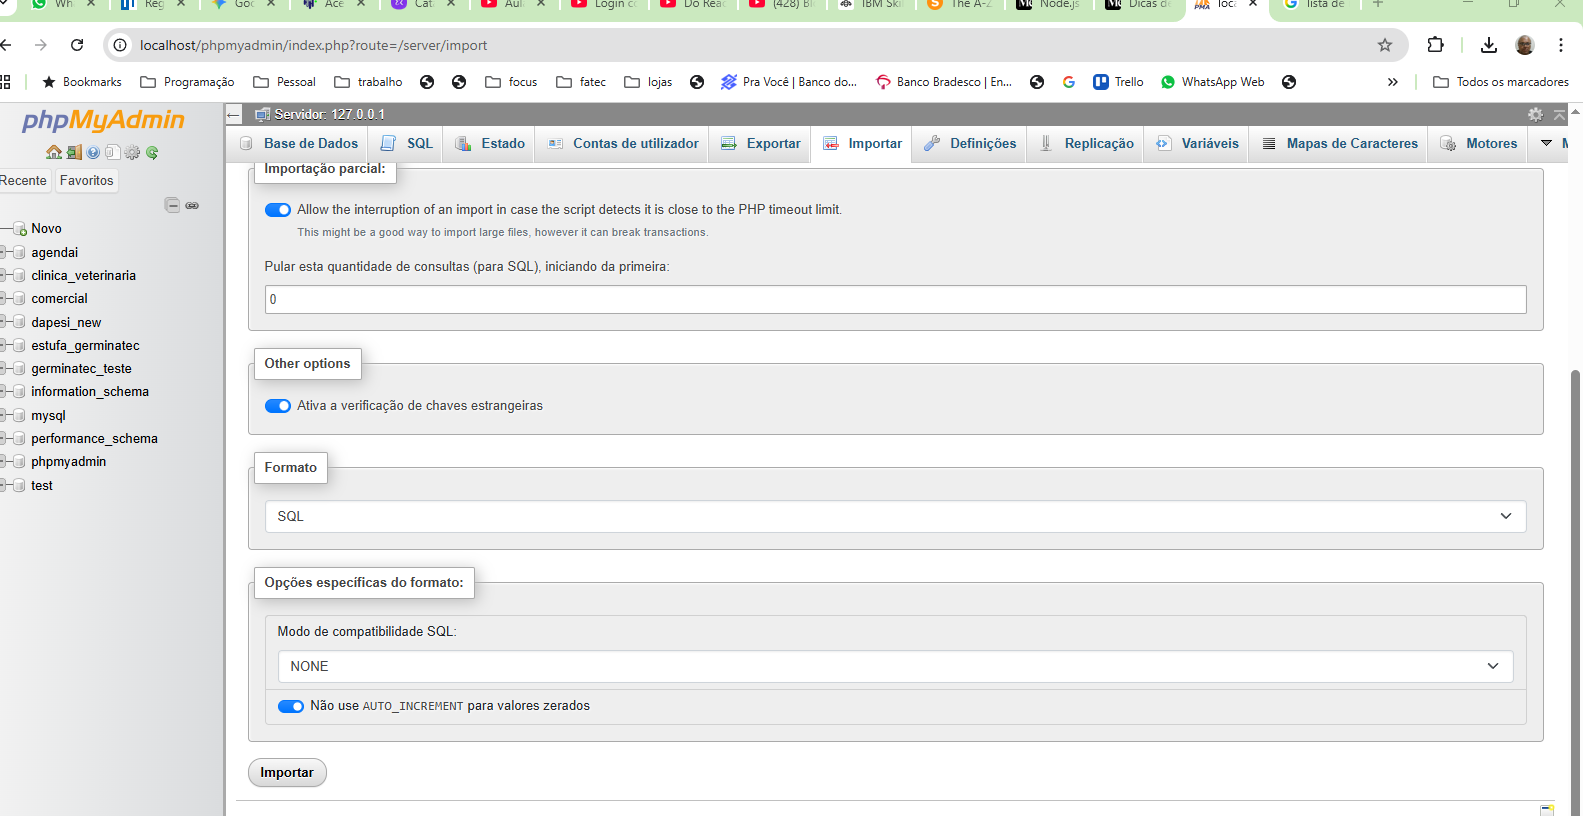 Wh
Reg
Goc
Ace
Cat
Aul
Login cc
Do Reac
(428) Bl
IBM Skil
The A-Z
Node.js
Dicas de
loca
lista de
localhost/phpmyadmin/index.php?route=/server/import
Bookmarks
Programação
Pessoal
trabalho
focus
fatec
lojas
Pra Você | Banco do...
Banco Bradesco | En...
Trello
WhatsApp Web
Todos os marcadores
phpMyAdmin
Recente
Favoritos
Novo
agendai
clinica_veterinaria
comercial
dapesi_new
estufa_germinatec
germinatec_teste
information_schema
mysql
performance_schema
phpmyadmin
test
Servidor: 127.0.0.1
Base de Dados
SQL
Estado
Contas de utilizador
Exportar
Importar
Definições
Replicação
Variáveis
Mapas de Caracteres
Motores
Importação parcial:
Allow the interruption of an import in case the script detects it is close to the PHP timeout limit.
This might be a good way to import large files, however it can break transactions.
Pular esta quantidade de consultas (para SQL), iniciando da primeira:
0
Other options
Ativa a verificação de chaves estrangeiras
Formato
SQL
Opções específicas do formato:
Modo de compatibilidade SQL:
NONE
Não use AUTO_INCREMENT para valores zerados
Importar